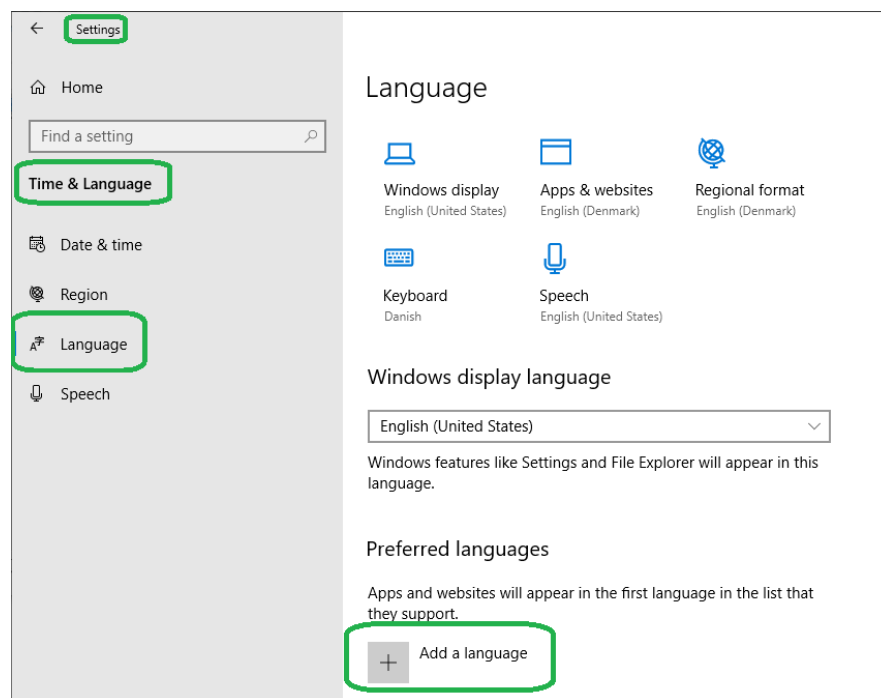 Settings
Home
Find a setting
Time & Language
Date & time
Region
Language
Speech
Language
Windows display
English (United States)
Apps & websites
English (Denmark)
Regional format
English (Denmark)
Keyboard
Danish
Speech
English (United States)
Windows display language
English (United States)
Windows features like Settings and File Explorer will appear in this
language.
Preferred languages
Apps and websites will appear in the first language in the list that
they support.
Add a language